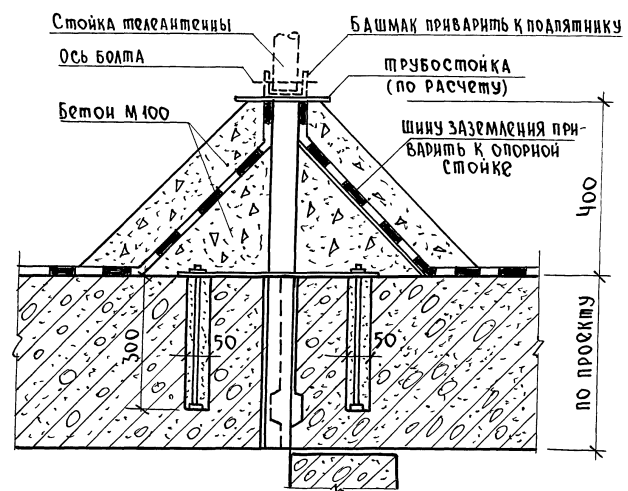 Стойка телеантенны
Башмак приварить к подпятнику
Ось болта
Трубостойка
(по расчету)
Бетон М100
Шину заземления при-
варить к опорной
стойке
400
300
50
50
по проекту